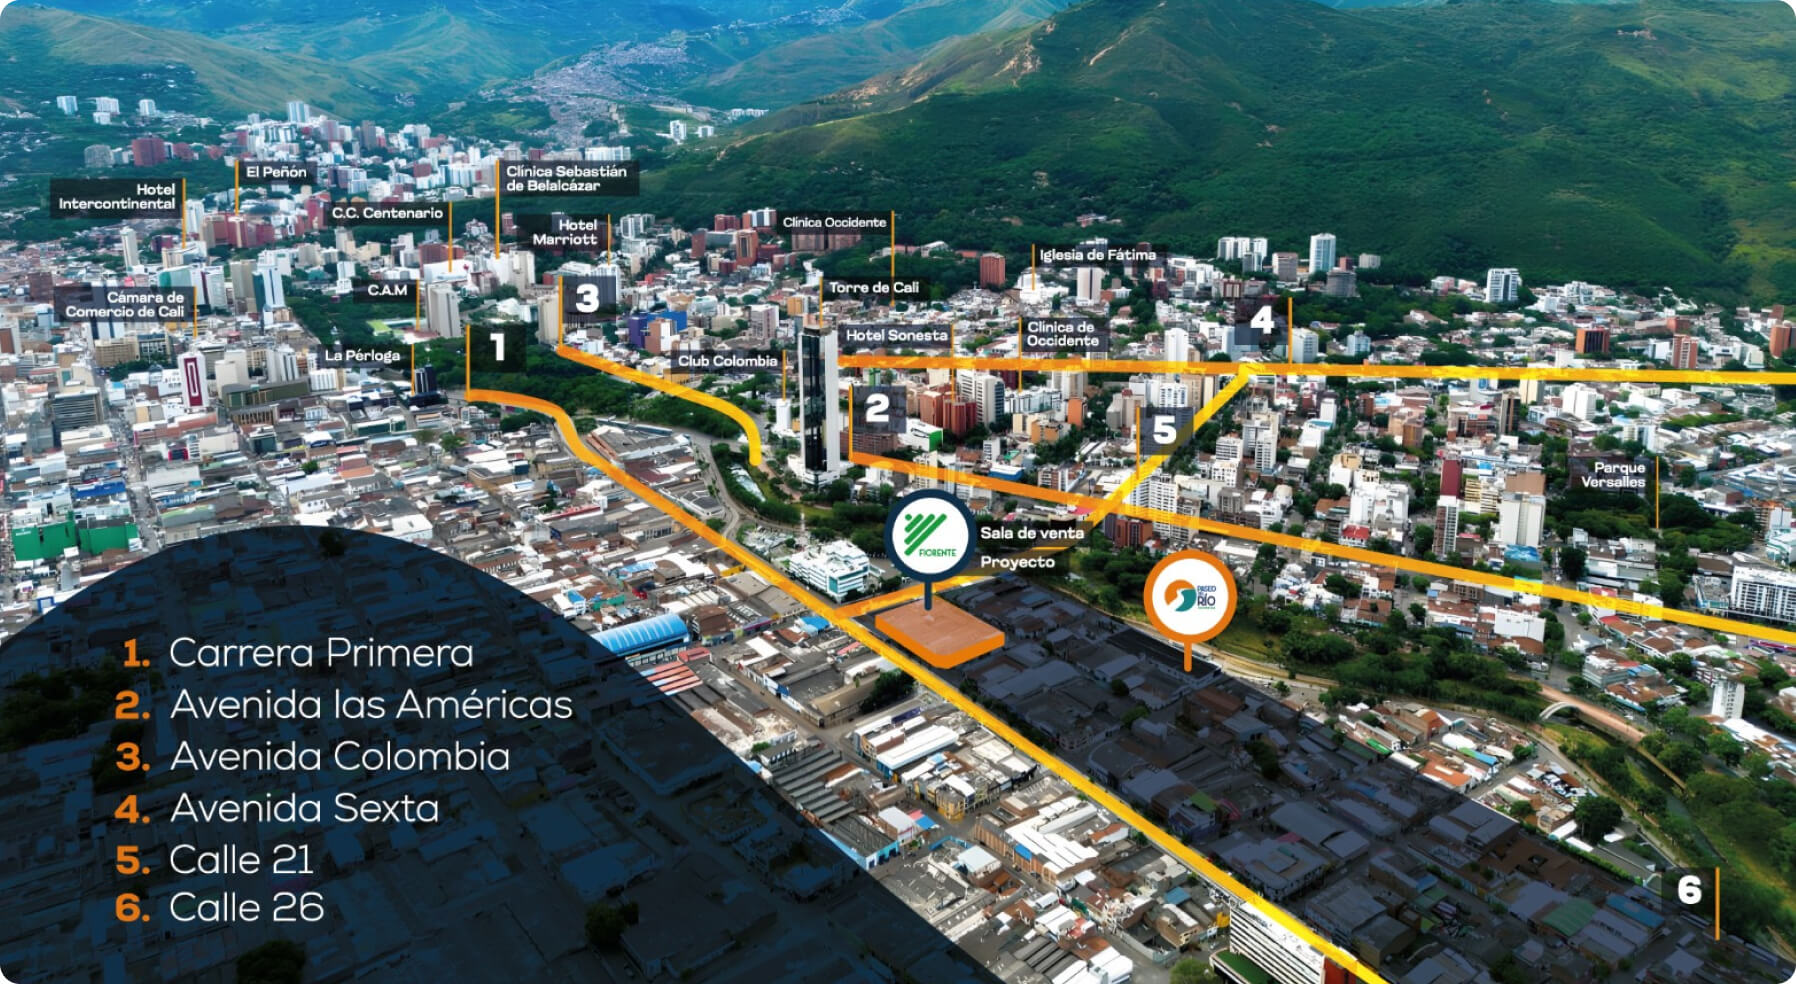 El Peñón
Clínica Sebastián
de Belalcázar
Hotel
Intercontinental
C.C. Centenario
Hotel
Marriott
Clínica Occidente
Iglesia de Fátima
C.A.M
3
Torre de Cali
Cámara de
Comercio de Cali
4
1
Hotel Sonesta
Clínica de
Occidente
La Pérloga
Club Colombia
2
5
Parque
Versalles
FIORENTE
Sala de venta
Proyecto
PASEO
RÍO
1. Carrera Primera
2. Avenida las Américas
3. Avenida Colombia
4. Avenida Sexta
5. Calle 21
6. Calle 26
6